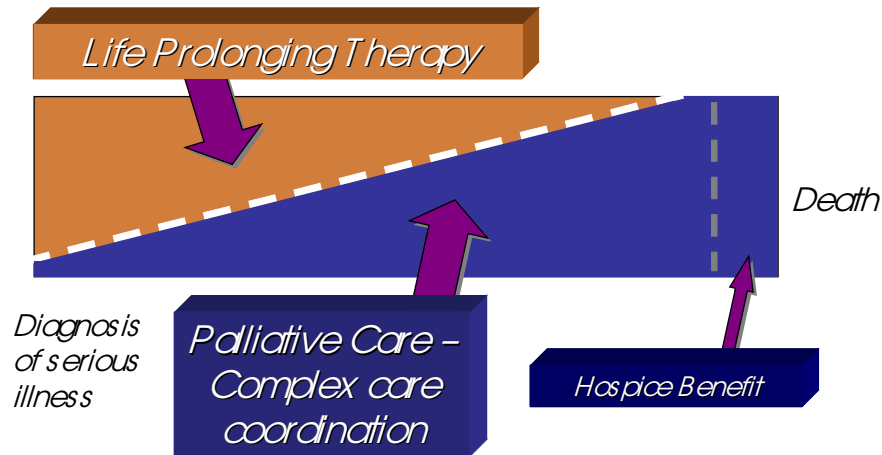 Life Prolonging Therapy
Death
Diagnosis
of serious
illness
Palliative Care –
Complex care
coordination
Hospice Benefit